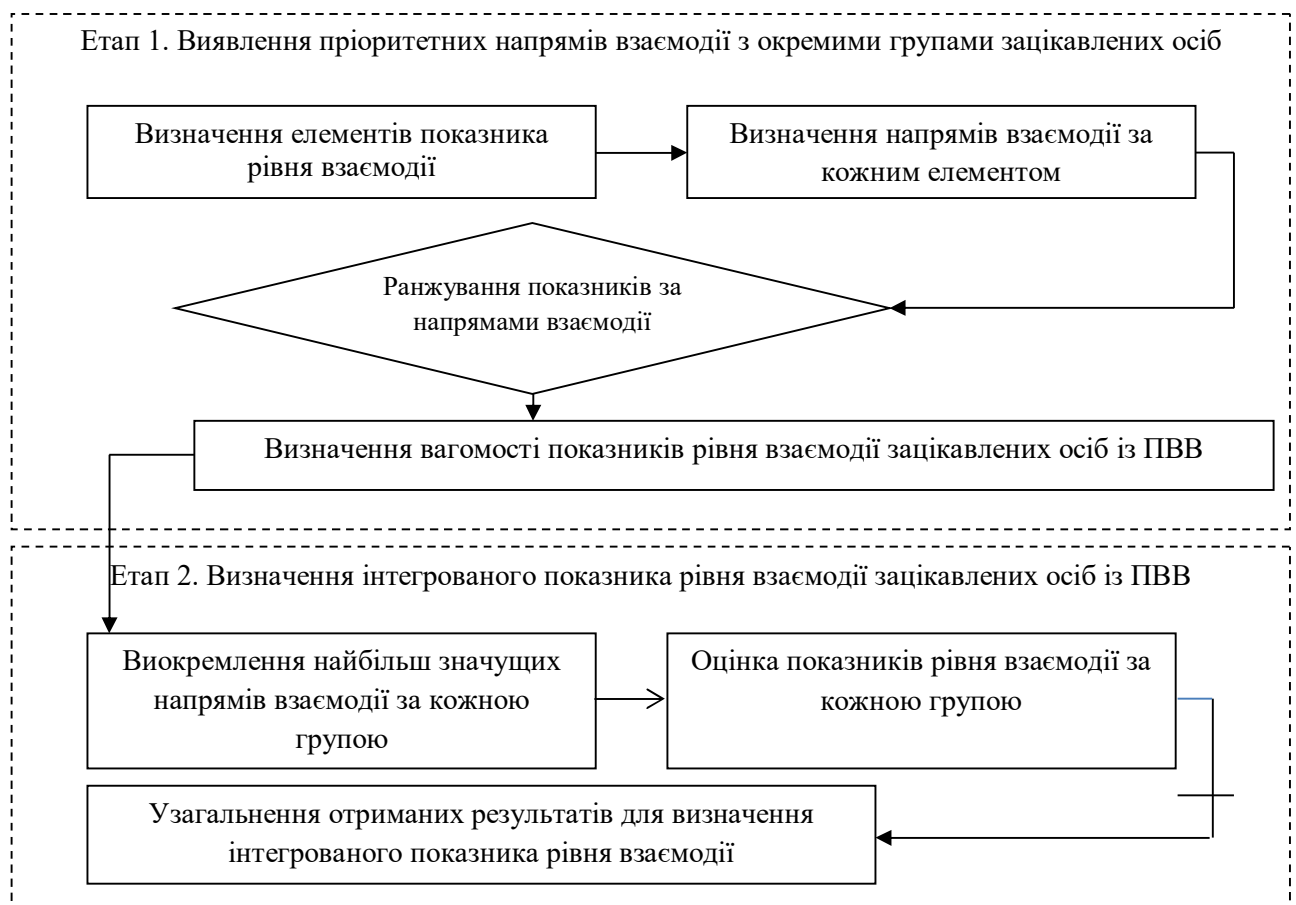 Етап 1. Виявлення пріоритетних напрямів взаємодії з окремими групами зацікавлених осіб
Визначення елементів показника
рівня взаємодії
Визначення напрямів взаємодії за
кожним елементом
Ранжування показників за
напрямами взаємодії
Визначення вагомості показників рівня взаємодії зацікавлених осіб із ПВВ
Етап 2. Визначення інтегрованого показника рівня взаємодії зацікавлених осіб із ПВВ
Виокремлення найбільш значущих
напрямів взаємодії за кожною
групою
Оцінка показників рівня взаємодії за
кожною групою
Узагальнення отриманих результатів для визначення
інтегрованого показника рівня взаємодії